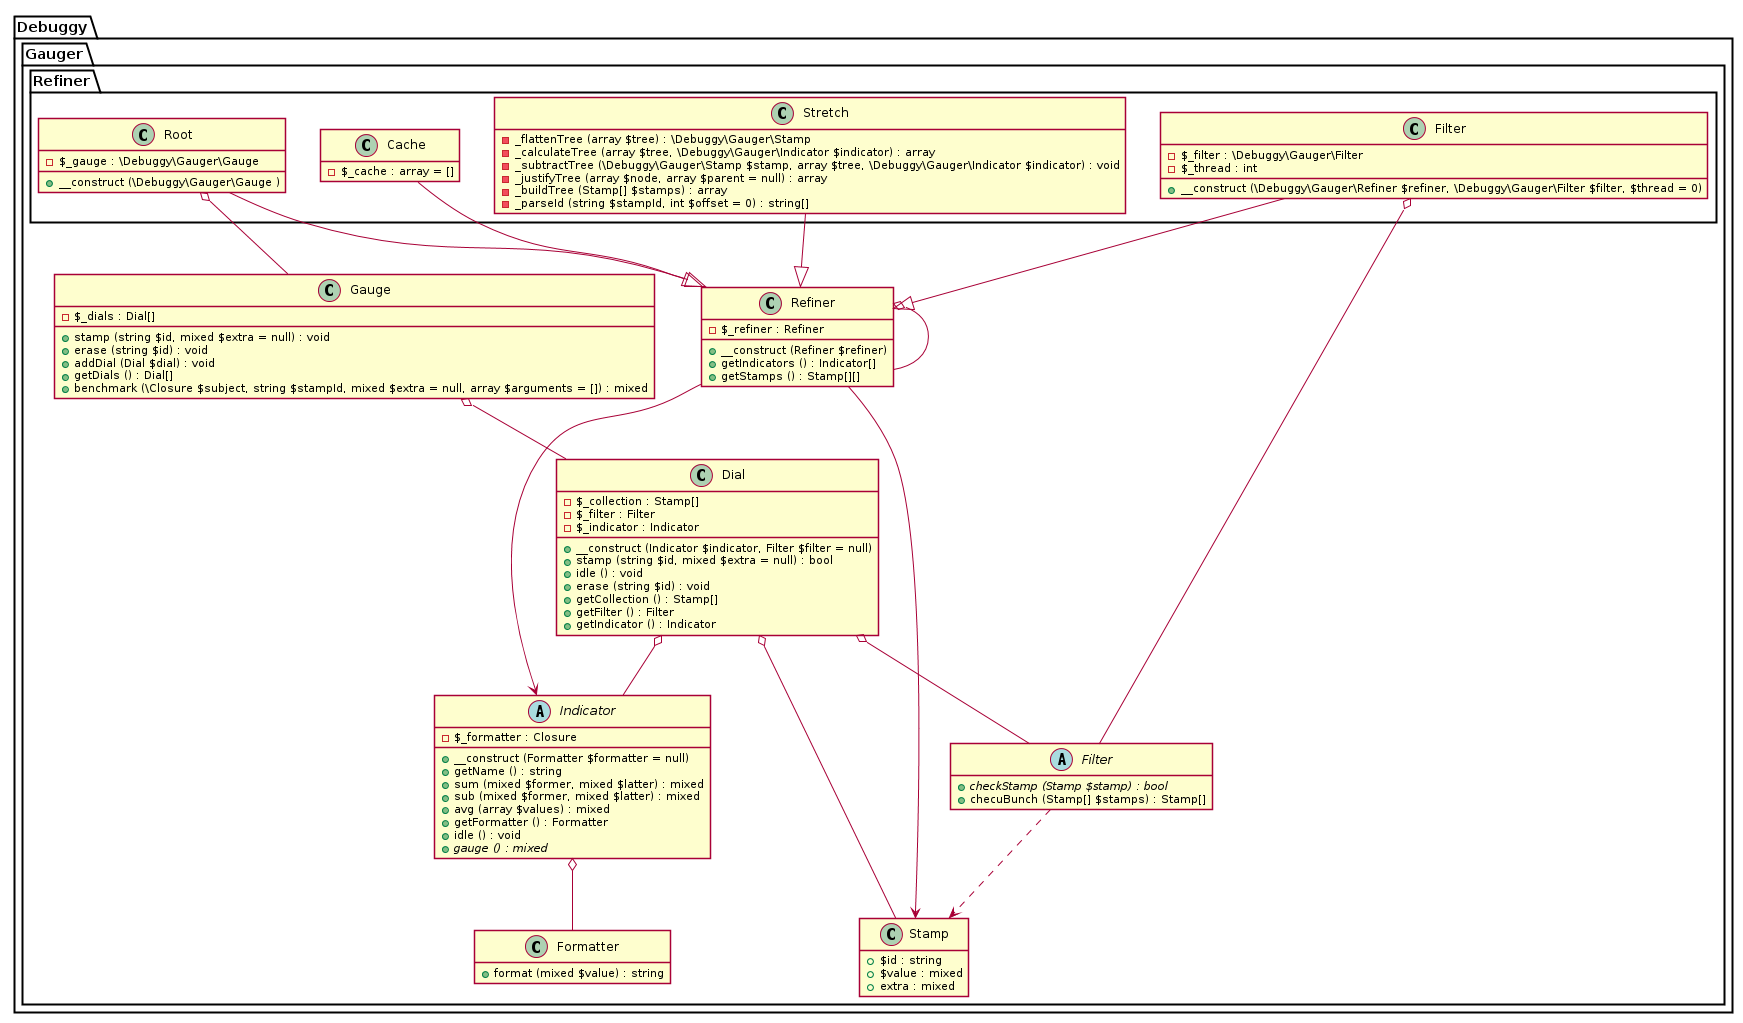 Debuggy
Gauger
Refiner
C Root
$_gauge : \Debuggy\Gauger\Gauge
__construct (\Debuggy\Gauger\Gauge )
C Cache
$_cache : array = []
C Stretch
_flattenTree (array $tree) : \Debuggy\Gauger\Stamp
_calculateTree (array $tree, \Debuggy\Gauger\Indicator $indicator) : array
_subtractTree (\Debuggy\Gauger\Stamp $stamp, array $tree, \Debuggy\Gauger\Indicator $indicator) : void
_justifyTree (array $node, array $parent = null) : array
_buildTree (Stamp[] $stamps) : array
_parseId (string $stampId, int $offset = 0) : string[]
C Filter
$_filter : \Debuggy\Gauger\Filter
$_thread : int
__construct (\Debuggy\Gauger\Refiner $refiner, \Debuggy\Gauger\Filter $filter, $thread = 0)
C Gauge
$_dials : Dial[]
stamp (string $id, mixed $extra = null) : void
erase (string $id) : void
addDial (Dial $dial) : void
getDials () : Dial[]
benchmark (\Closure $subject, string $stampId, mixed $extra = null, array $arguments = []) : mixed
C Refiner
$_refiner : Refiner
__construct (Refiner $refiner)
getIndicators () : Indicator[]
getStamps () : Stamp[][]
C Dial
$_collection : Stamp[]
$_filter : Filter
$_indicator : Indicator
__construct (Indicator $indicator, Filter $filter = null)
stamp (string $id, mixed $extra = null) : bool
idle () : void
erase (string $id) : void
getCollection () : Stamp[]
getFilter () : Filter
getIndicator () : Indicator
A Indicator
$_formatter : Closure
__construct (Formatter $formatter = null)
getName () : string
sum (mixed $former, mixed $latter) : mixed
sub (mixed $former, mixed $latter) : mixed
avg (array $values) : mixed
getFormatter () : Formatter
idle () : void
gauge () : mixed
A Filter
checkStamp (Stamp $stamp) : bool
checuBunch (Stamp[] $stamps) : Stamp[]
C Formatter
format (mixed $value) : string
C Stamp
$id : string
$value : mixed
extra : mixed